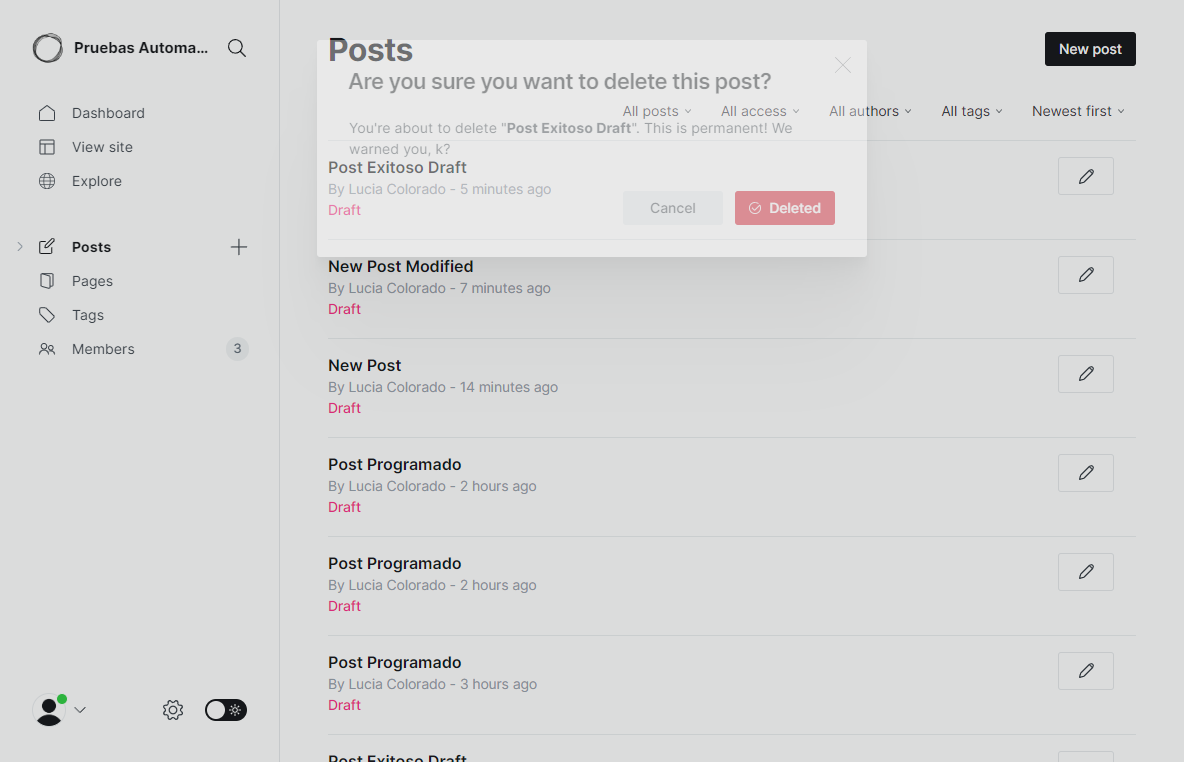 Pruebas Automa...
Dashboard
View site
Explore
Posts
Pages
Tags
Members
3
Posts
New post
Are you sure you want to delete this post?
All posts
All access
All authors
All tags
Newest first
You're about to delete "Post Exitoso Draft". This is permanent! We
warned you, k?
Post Exitoso Draft
By Lucia Colorado - 5 minutes ago
Draft
Cancel
Deleted
New Post Modified
By Lucia Colorado - 7 minutes ago
Draft
New Post
By Lucia Colorado - 14 minutes ago
Draft
Post Programado
By Lucia Colorado - 2 hours ago
Draft
Post Programado
By Lucia Colorado - 2 hours ago
Draft
Post Programado
By Lucia Colorado - 3 hours ago
Draft
Post Exitoso Draft